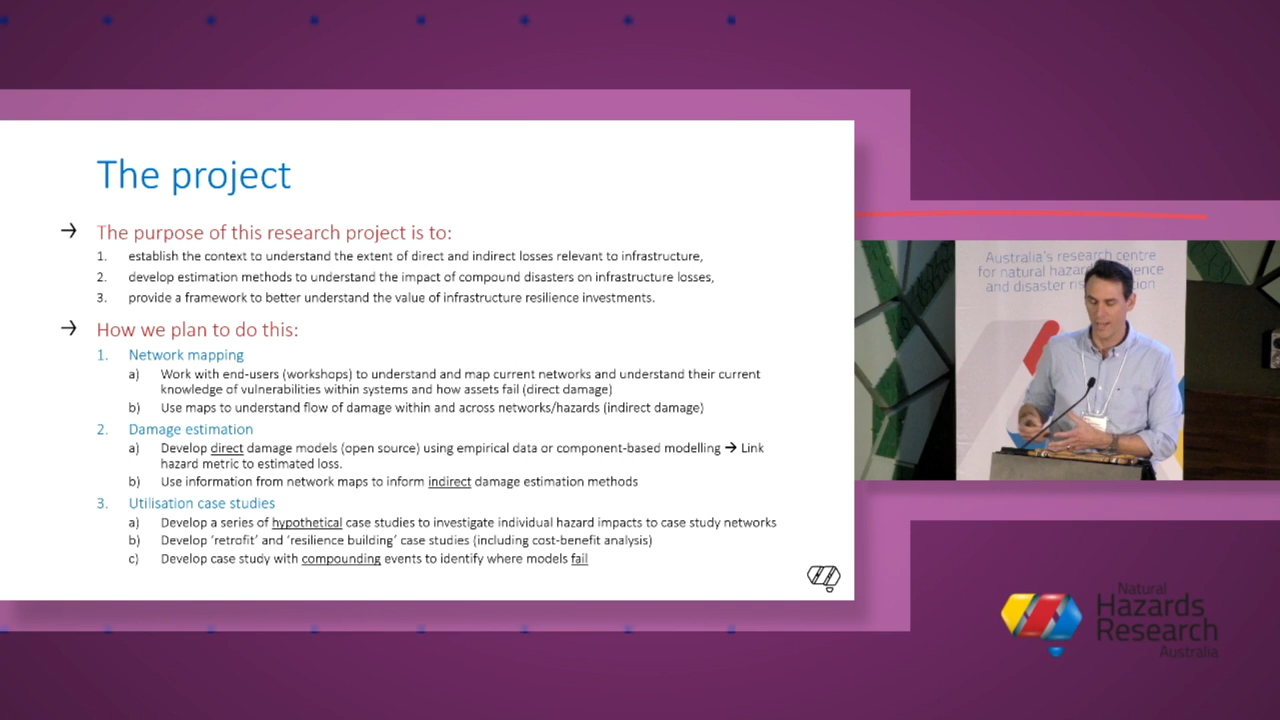 The project
→ The purpose of this research project is to:
1. establish the context to understand the extent of direct and indirect losses relevant to infrastructure,
2. develop estimation methods to understand the impact of compound disasters on infrastructure losses,
3. provide a framework to better understand the value of infrastructure resilience investments.
→ How we plan to do this:
1. Network mapping
a) Work with end-users (workshops) to understand and map current networks and understand their current
knowledge of vulnerabilities within systems and how assets fail (direct damage)
b) Use maps to understand flow of damage within and across networks/hazards (indirect damage)
2. Damage estimation
a) Develop direct damage models (open source) using empirical data or component-based modelling → Link
hazard metric to estimated loss.
b) Use information from network maps to inform indirect damage estimation methods
3. Utilisation case studies
a) Develop a series of hypothetical case studies to investigate individual hazard impacts to case study networks
b) Develop ‘retrofit’ and ‘resilience building’ case studies (including cost-benefit analysis)
c) Develop case study with compounding events to identify where models fail
Australia's research centre
for natural
and disaster
Natural
Hazards
Research
Australia